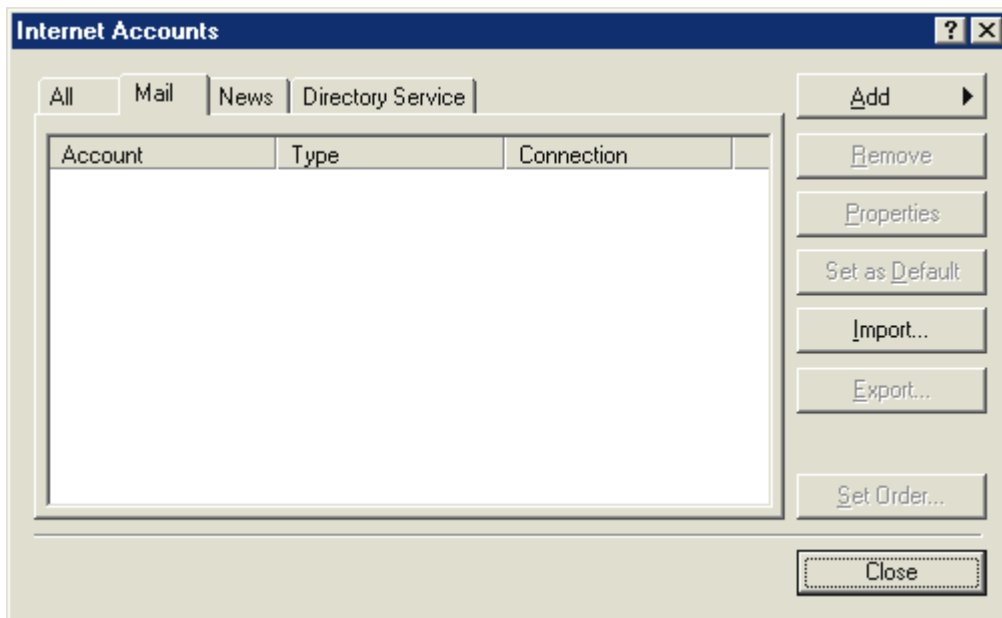 Internet Accounts
All Mail News Directory Service
Account Type Connection
Add
Remove
Properties
Set as Default
Import...
Export...
Set Order...
Close